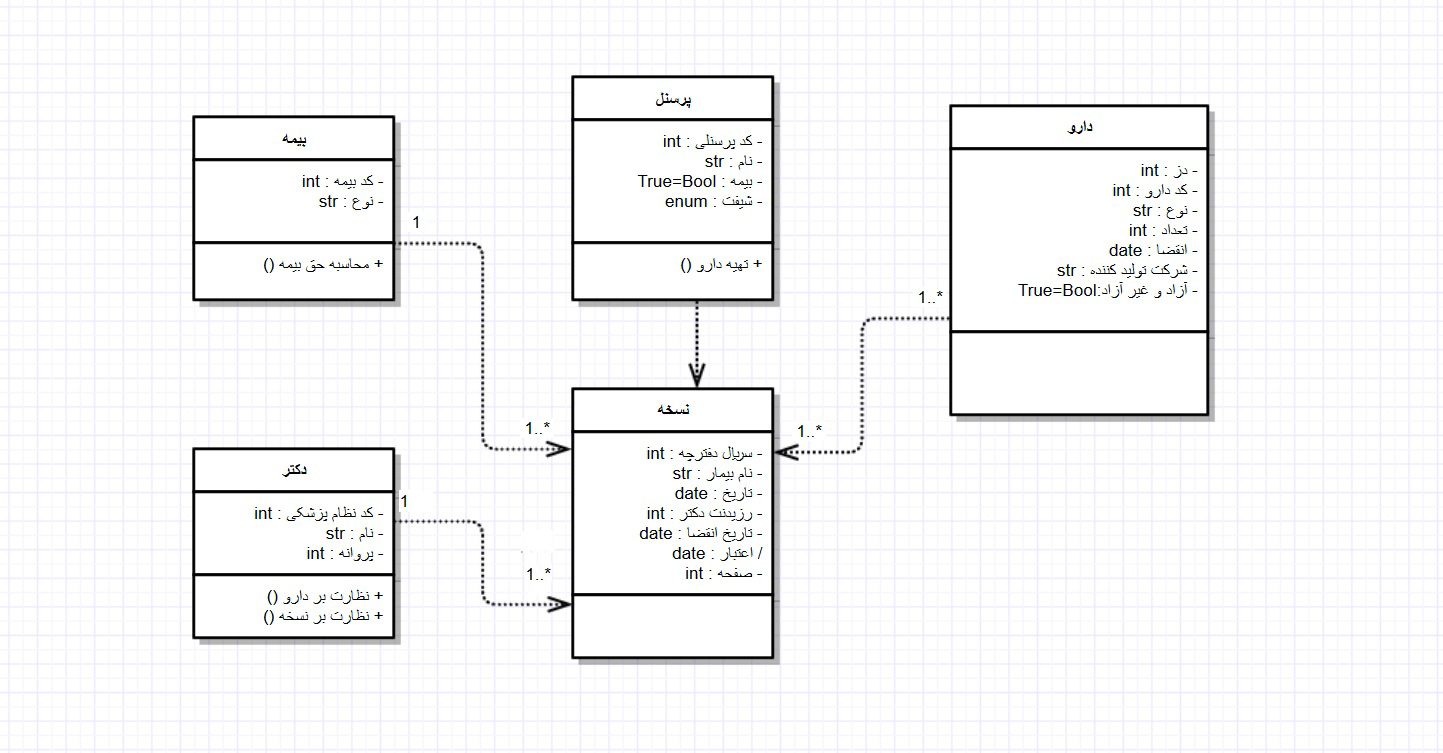 بیمه
- کد بیمه : int
- نوع : str
+ محاسبه حق بیمه ()
1
1..*
پرسنل
- کد پرسنلی : int
- نام : str
- بیمه : True=Bool
- شیفت : enum
+ تهیه دارو ()
دارو
- دز : int
- کد دارو : int
- نوع : str
- تعداد : int
- انقضا : date
- شرکت تولید کننده : str
- آزاد و غیر آزاد:True=Bool
1..*
1..*
دکتر
- کد نظام پزشکی : int
- نام : str
- پروانه : int
+ نظارت بر دارو ()
+ نظارت بر نسخه ()
1
1..*
نسخه
- سریال دفترچه : int
- نام بیمار : str
- تاریخ : date
- رزیدنت دکتر : int
- تاریخ انقضا : date
/ اعتبار : date
- صفحه : int